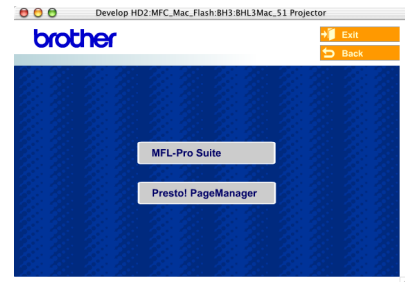 Develop HD2:MFC_Mac_Flash:BH3:BHL3Mac_51 Projector
brother
Exit
Back
MFL-Pro Suite
Presto! PageManager